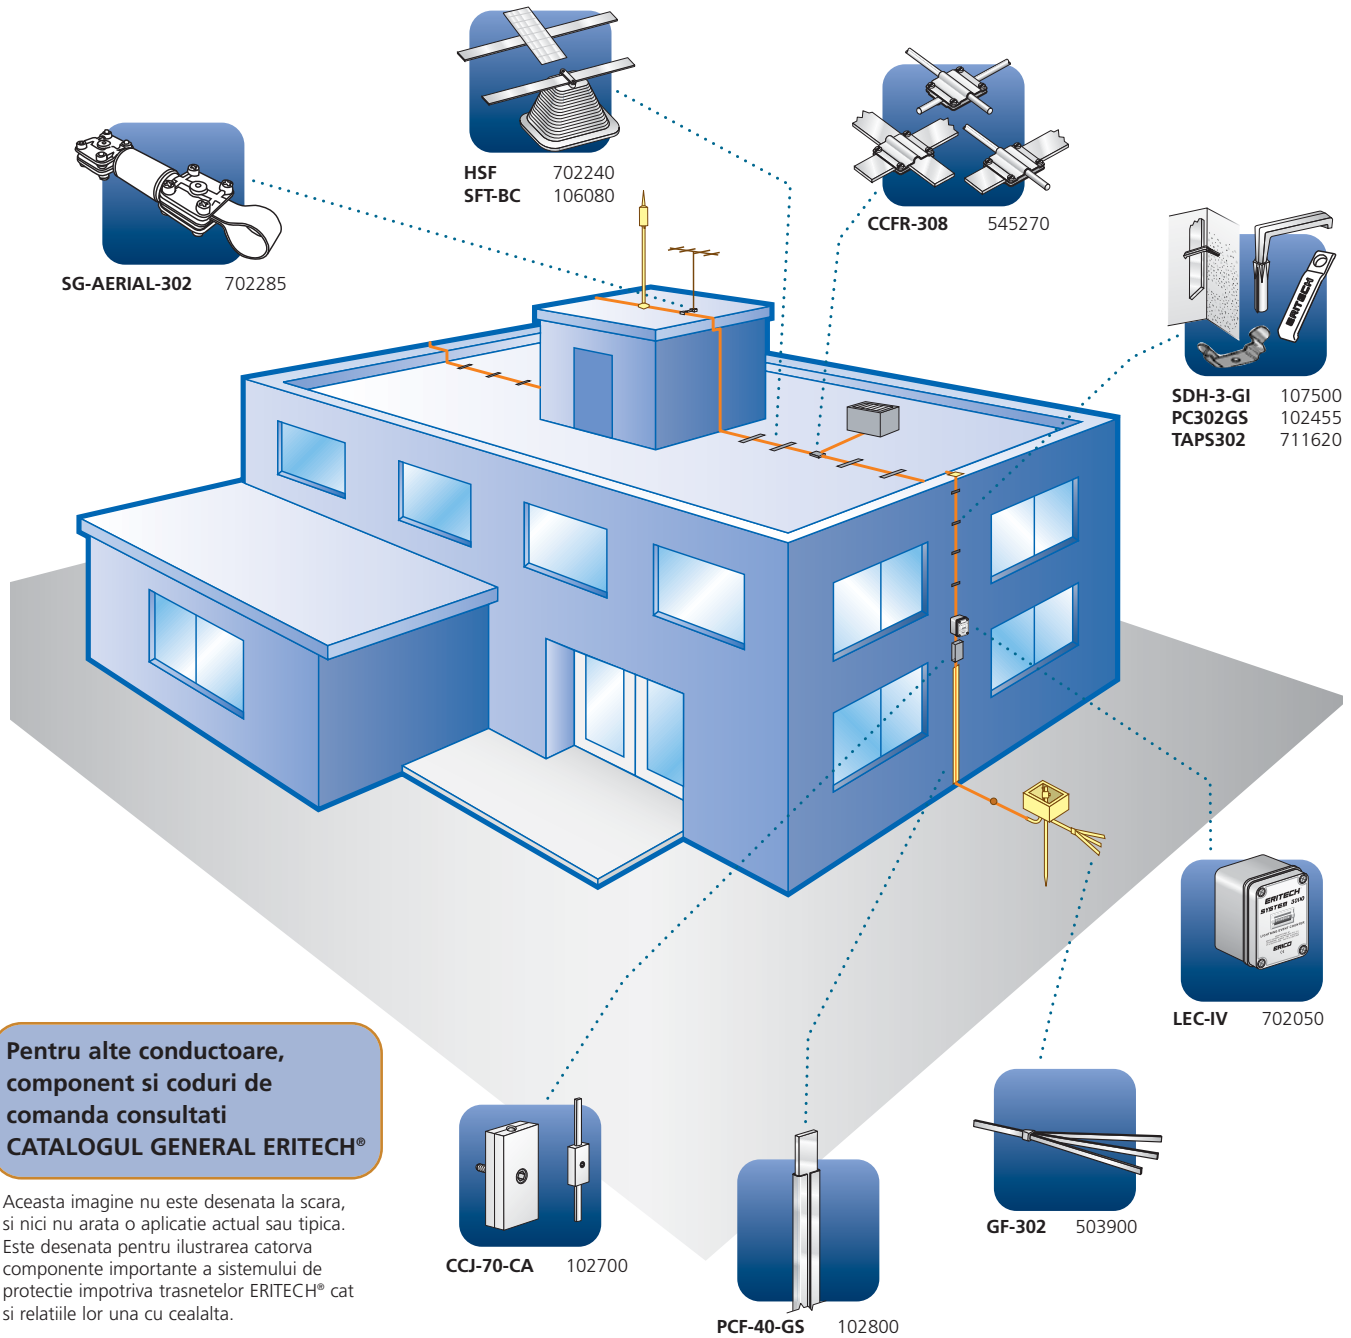 HSF 702240
SFT-BC 106080
CCFR-308 545270
SG-AERIAL-302 702285
ERITECH
SDH-3-GI 107500
PC302GS 102455
TAPS302 711620
ERITECH
SYSTEM 3000
LIGHTNING EVENT COUNTER
ERICO
LEC-IV 702050
Pentru alte conductoare,
component si coduri de
comanda consultati
CATALOGUL GENERAL ERITECH®
Aceasta imagine nu este desenata la scara,
si nici nu arata o aplicatie actual sau tipica.
Este desenata pentru ilustrarea catorva
componente importante a sistemului de
protectie impotriva trasnetelor ERITECH® cat
si relatiile lor una cu cealalta.
CCJ-70-CA 102700
GF-302 503900
PCF-40-GS 102800